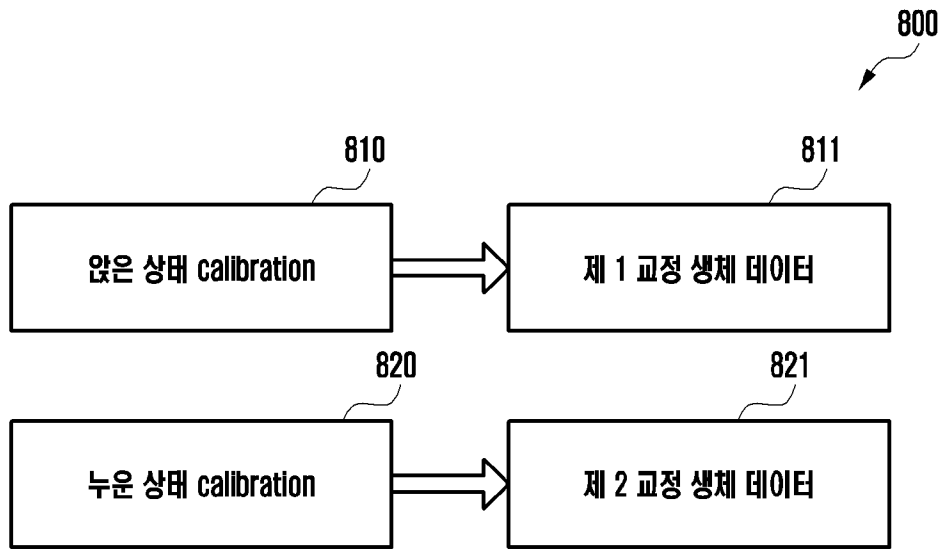 800
810
811
앉은 상태 calibration
제 1 교정 생체 데이터
820
821
누운 상태 calibration
제 2 교정 생체 데이터